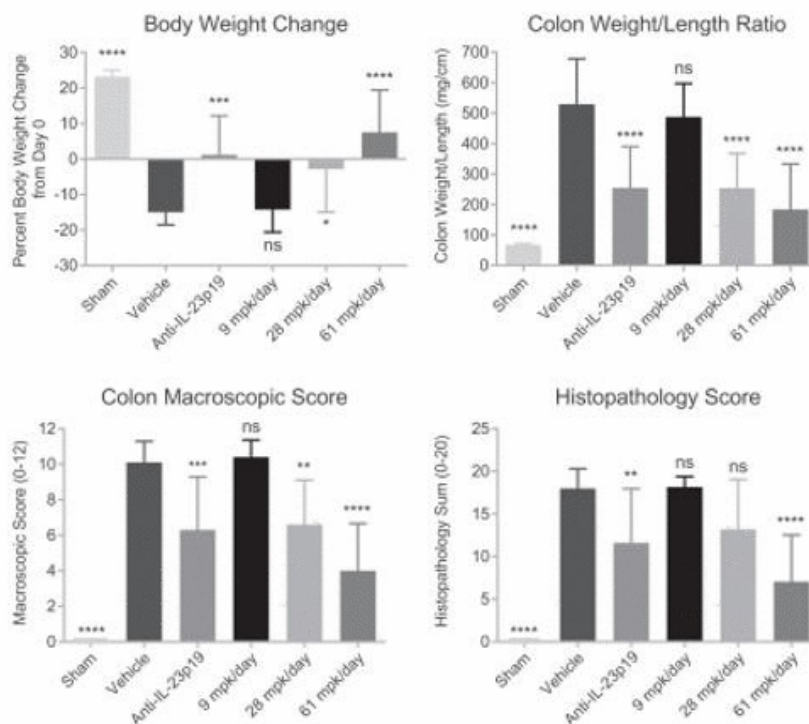 Body Weight Change
Percent Body Weight Change
from Day 0
30
20
10
0
-10
-20
-30
****
***
ns
*
****
Sham
Vehicle
Anti-IL-23p19
9 mpk/day
28 mpk/day
61 mpk/day
Colon Weight/Length Ratio
Colon Weight/Length (mg/cm)
700
600
500
400
300
200
100
0
****
****
ns
****
****
Sham
Vehicle
Anti-IL-23p19
9 mpk/day
28 mpk/day
61 mpk/day
Colon Macroscopic Score
Macroscopic Score (0-12)
12
10
8
6
4
2
0
****
***
ns
**
****
Sham
Vehicle
Anti-IL-23p19
9 mpk/day
28 mpk/day
61 mpk/day
Histopathology Score
Histopathology Sum (0-20)
25
20
15
10
5
0
****
**
ns
ns
****
Sham
Vehicle
Anti-IL-23p19
9 mpk/day
28 mpk/day
61 mpk/day